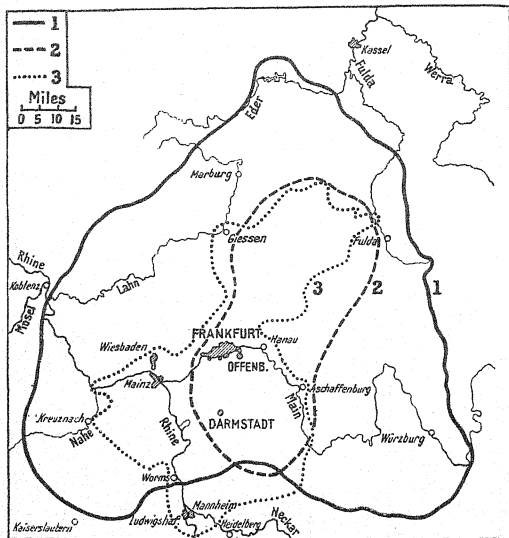 1
2
3
Miles
0 5 10 15
Kassel
Fulda
Werra
Eder
Marburg
Giessen
Fulda
Rhine
Koblenz
Mosel
Lahn
3
2
1
FRANKFURT
Hanau
Wiesbaden
OFFENB.
Mainz
Aschaffenburg
Main
DARMSTADT
Kreuznach
Nahe
Rhine
Würzburg
Worms
Mannheim
Ludwigshaf.
Neckar
Heidelberg
Kaiserslautern